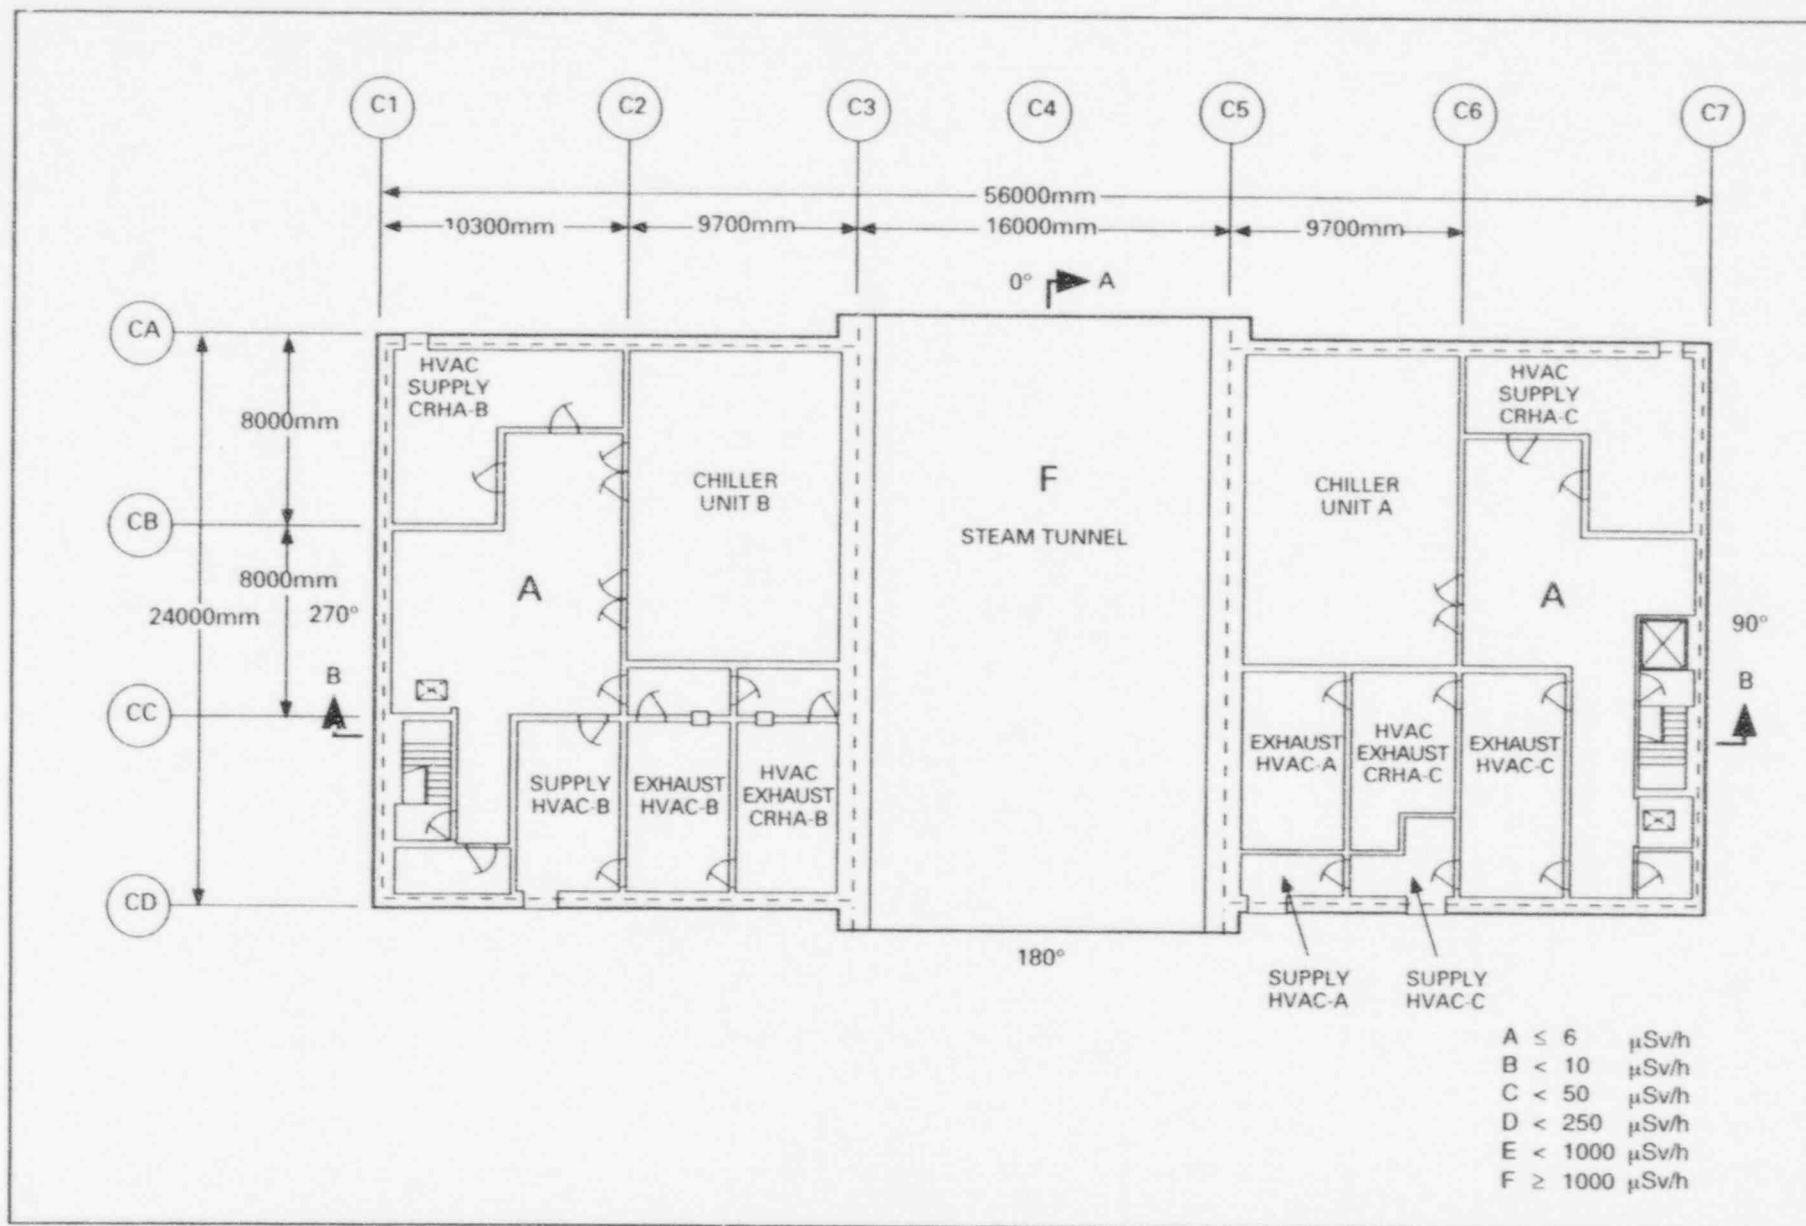 C1
C2
C3
C4
C5
C6
C7
56000mm
10300mm
9700mm
16000mm
9700mm
0°
A
CA
HVAC
SUPPLY
CRHA-B
HVAC
SUPPLY
CRHA-C
8000mm
CHILLER
UNIT B
F
STEAM TUNNEL
CHILLER
UNIT A
CB
8000mm
24000mm
270°
A
A
90°
B
B
CC
SUPPLY
HVAC-B
EXHAUST
HVAC-B
HVAC
EXHAUST
CRHA-B
EXHAUST
HVAC-A
HVAC
EXHAUST
CRHA-C
EXHAUST
HVAC-C
CD
180°
SUPPLY
HVAC-A
SUPPLY
HVAC-C
A ≤ 6 μSv/h
B < 10 μSv/h
C < 50 μSv/h
D < 250 μSv/h
E < 1000 μSv/h
F ≥ 1000 μSv/h